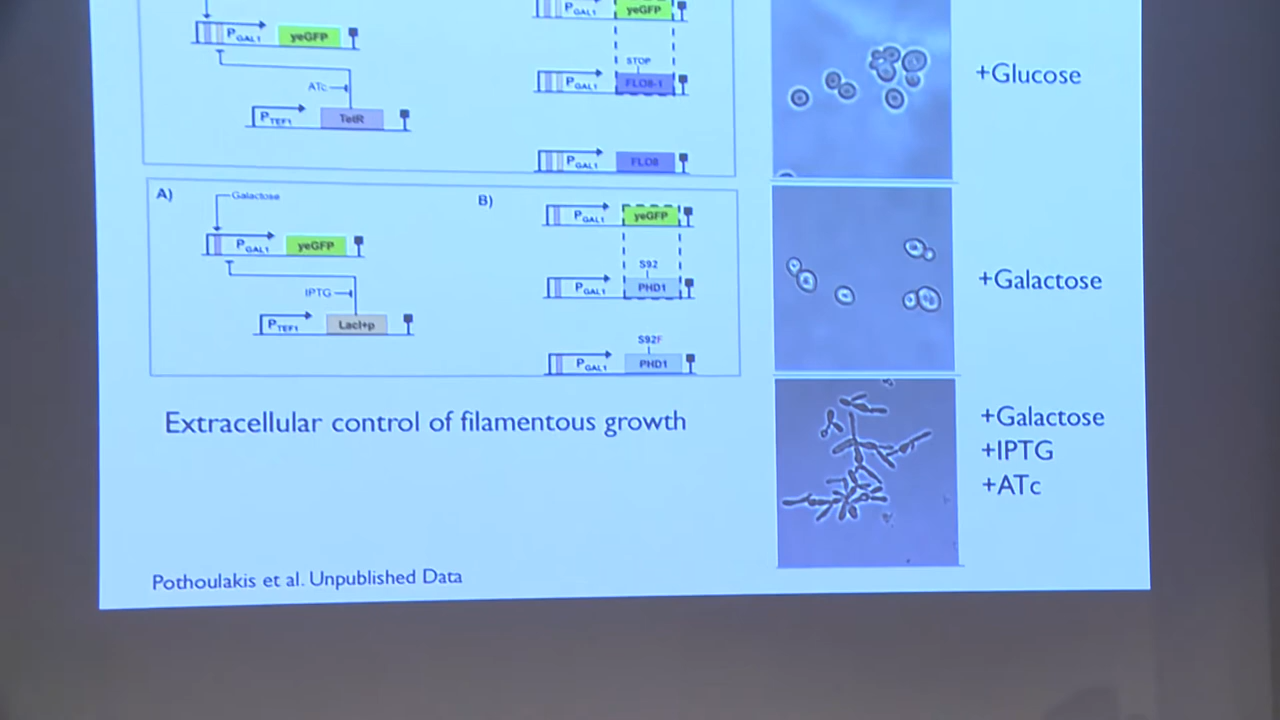 PGAL1 yeGFP
ATc
PTEF1 TetR
PGAL1 yeGFP
STOP
PGAL1 FLO8-1
PGAL1 FLO8
A)
Galactose
PGAL1 yeGFP
IPTG
PTEF1 LacI+p
B)
PGAL1 yeGFP
S92
PGAL1 PHD1
S92F
PGAL1 PHD1
+Glucose
+Galactose
+Galactose
+IPTG
+ATc
Extracellular control of filamentous growth
Pothoulakis et al. Unpublished Data